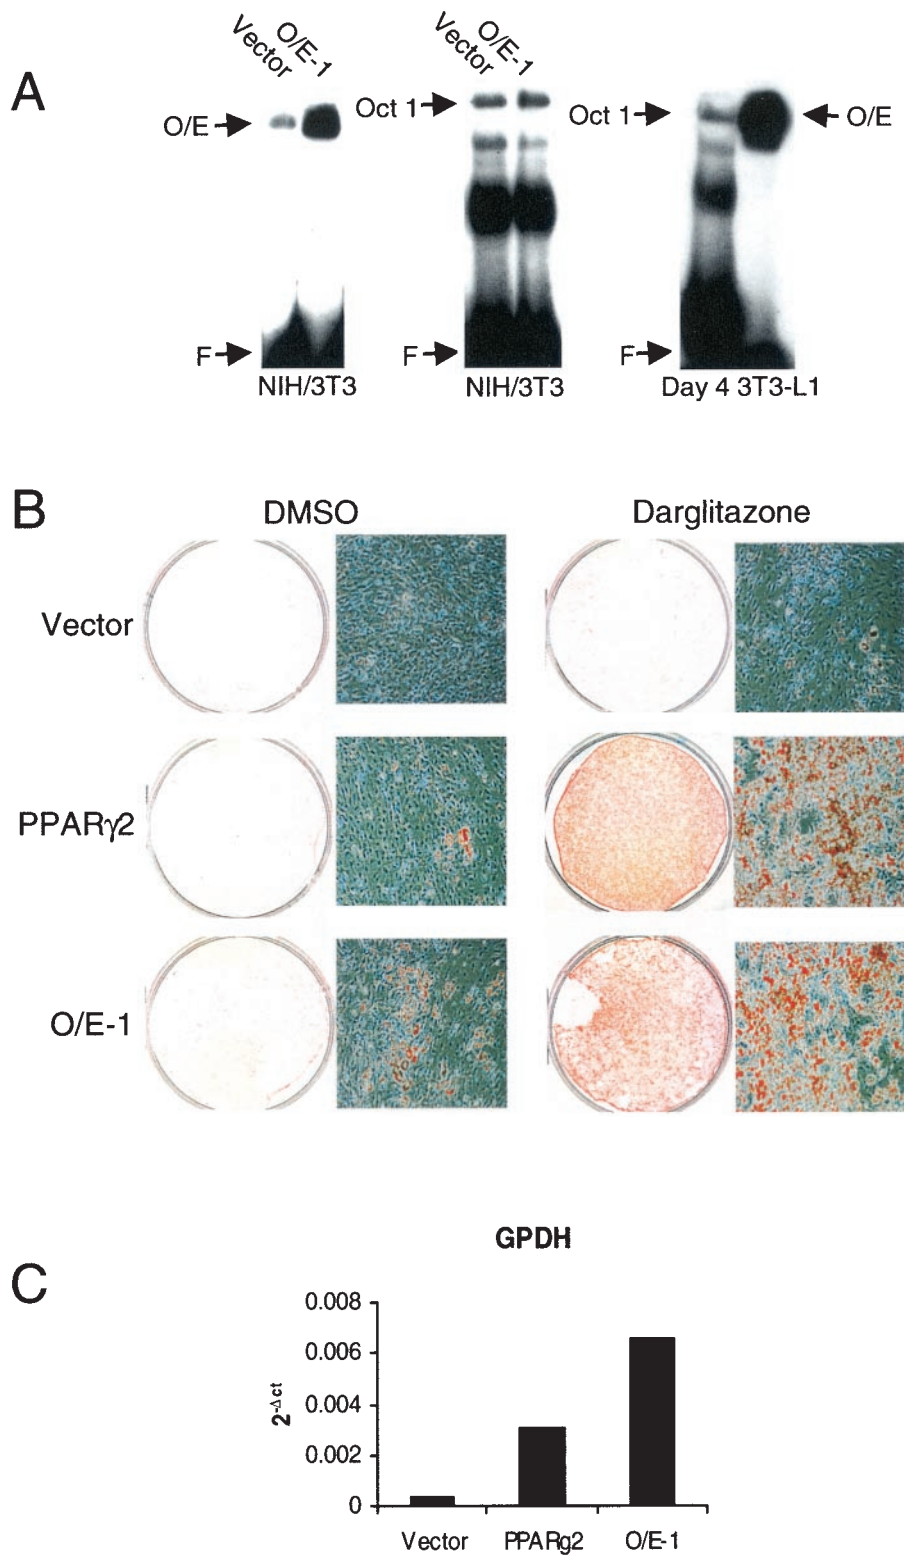 A
Vector
O/E-1
O/E
F
NIH/3T3
Vector
O/E-1
Oct 1
F
NIH/3T3
Oct 1
O/E
F
Day 4 3T3-L1
B
DMSO
Darglitazone
Vector
PPARγ2
O/E-1
C
GPDH
2^-Δct
0.008
0.006
0.004
0.002
0
Vector
PPARg2
O/E-1